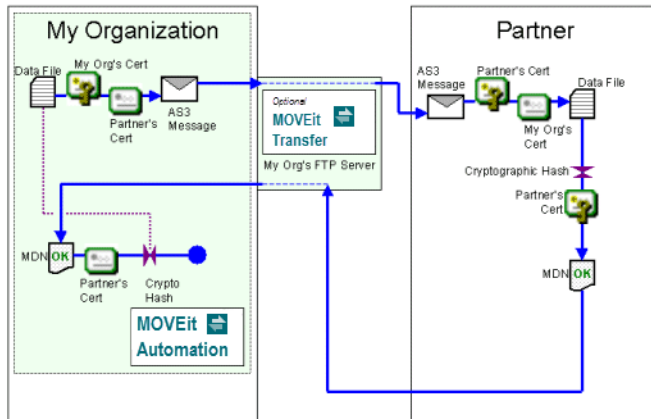 My Organization
Partner
Data File
My Org's Cert
Partner's
Cert
AS3
Message
Optional
MOVEit
Transfer
My Org's FTP Server
AS3
Message
Partner's Cert
My Org's
Cert
Data File
Cryptographic Hash
Partner's
Cert
MDN
OK
MDN
OK
Partner's
Cert
Crypto
Hash
MOVEit
Automation